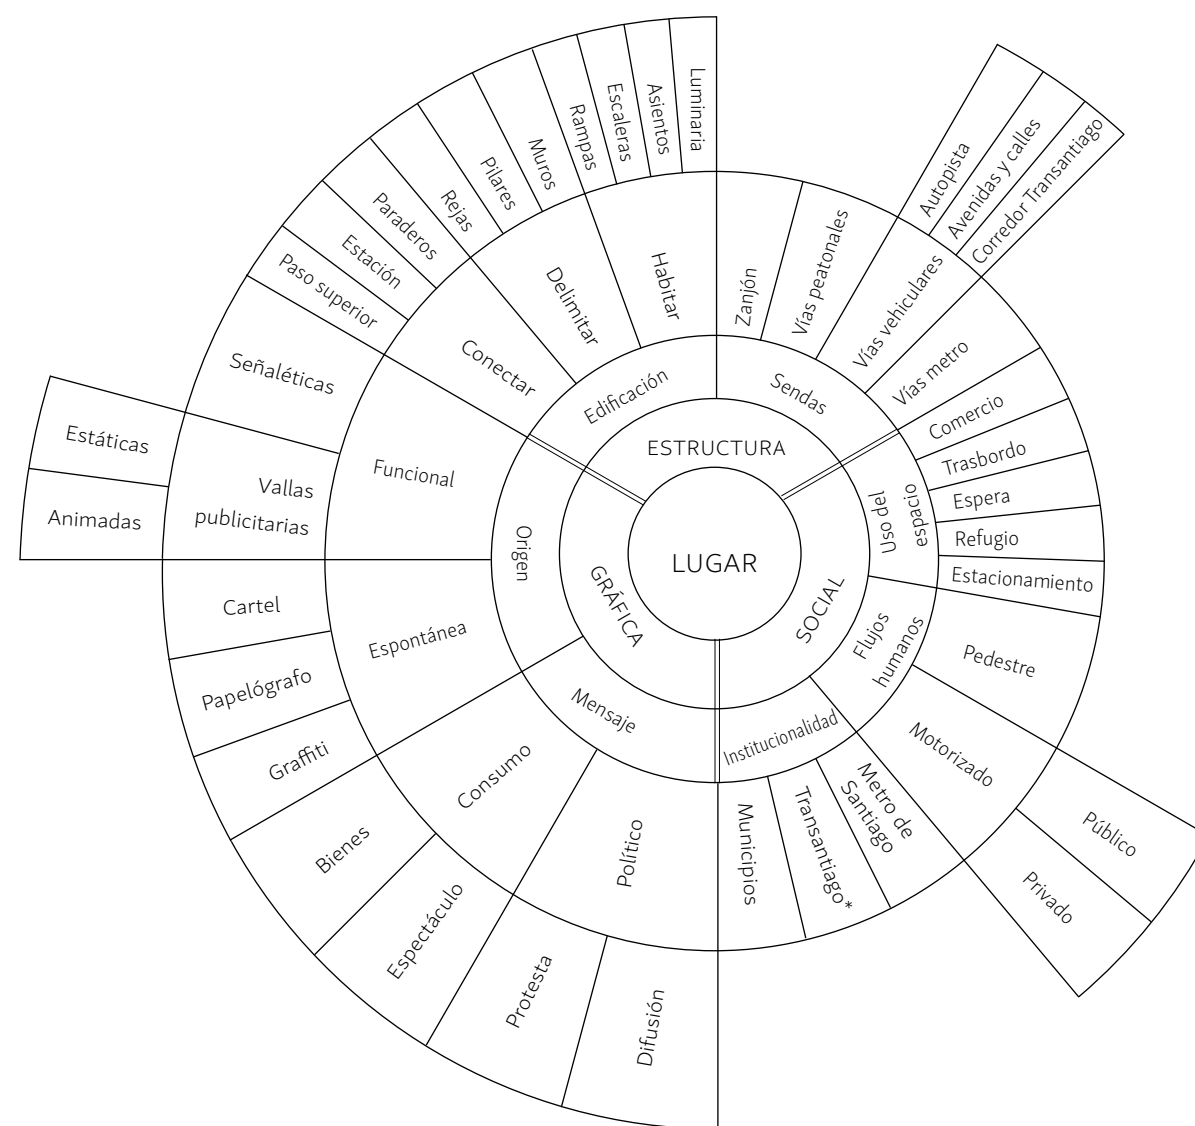 LUGAR
ESTRUCTURA
Edificación
Conectar
Paso superior
Estación
Paraderos
Delimitar
Rejas
Pilares
Muros
Habitar
Rampas
Escaleras
Asientos
Luminaria
Sendas
Zanjón
Vías peatonales
Vías vehiculares
Autopista
Avenidas y calles
Corredor Transantiago
Vías metro
SOCIAL
Uso del
espacio
Comercio
Trasbordo
Espera
Refugio
Estacionamiento
Flujos
humanos
Pedestre
Motorizado
Público
Privado
Institucionalidad
Metro de
Santiago
Transantiago*
Municipios
GRÁFICA
Mensaje
Político
Difusión
Protesta
Consumo
Espectáculo
Bienes
Origen
Espontánea
Graffiti
Papelógrafo
Cartel
Funcional
Vallas
publicitarias
Animadas
Estáticas
Señaléticas